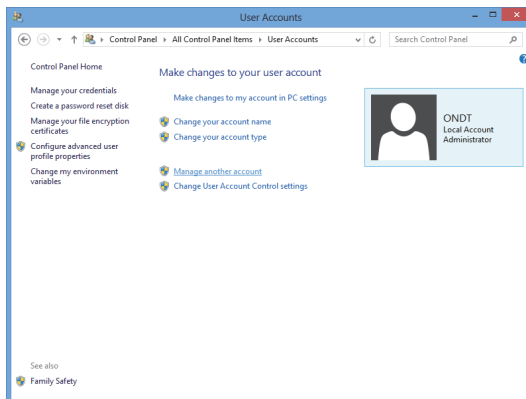 User Accounts
Control Panel All Control Panel Items User Accounts
Search Control Panel
Control Panel Home
Manage your credentials
Create a password reset disk
Manage your file encryption
certificates
Configure advanced user
profile properties
Change my environment
variables
Make changes to your user account
Make changes to my account in PC settings
Change your account name
Change your account type
Manage another account
Change User Account Control settings
ONDT
Local Account
Administrator
See also
Family Safety